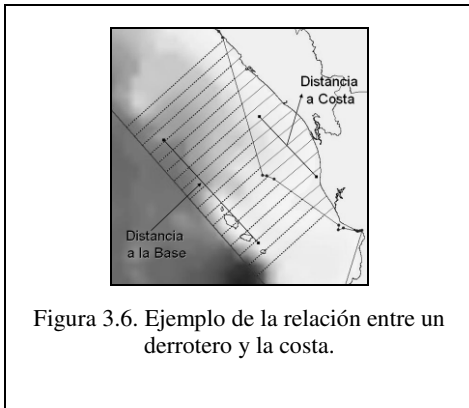 Distancia
a Costa
Distancia
a la Base
Figura 3.6. Ejemplo de la relación entre un
derrotero y la costa.